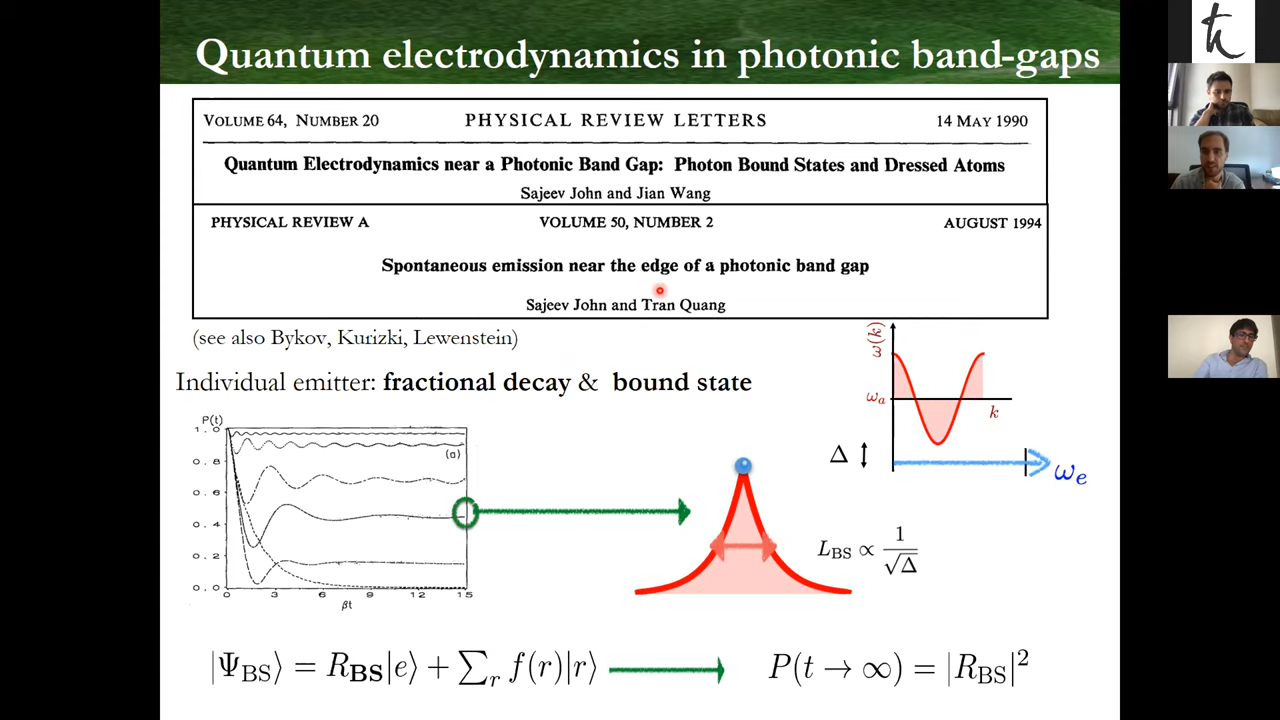 Quantum electrodynamics in photonic band-gaps
VOLUME 64, NUMBER 20 PHYSICAL REVIEW LETTERS 14 MAY 1990
Quantum Electrodynamics near a Photonic Band Gap: Photon Bound States and Dressed Atoms
Sajeev John and Jian Wang
PHYSICAL REVIEW A VOLUME 50, NUMBER 2 AUGUST 1994
Spontaneous emission near the edge of a photonic band gap
Sajeev John and Tran Quang
(see also Bykov, Kurizki, Lewenstein)
Individual emitter: fractional decay & bound state
P(t)
1.0
0.8
0.6
0.4
0.2
0.0
(a)
0 3 6 9 12 15
βt
ω(k)
ωa
k
Δ
ωe
L_BS ∝ 1/√Δ
|Ψ_BS⟩ = R_BS|e⟩ + ∑_r f(r)|r⟩
P(t → ∞) = |R_BS|²